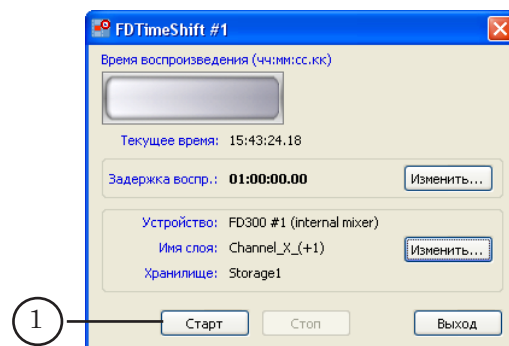 FDTimeShift #1
Время воспроизведения (чч:мм:сс.кк)
Текущее время: 15:43:24.18
Задержка воспр.: 01:00:00.00 Изменить...
Устройство: FD300 #1 (internal mixer)
Имя слоя: Channel_X_(+1) Изменить...
Хранилище: Storage1
1 Старт Стоп Выход